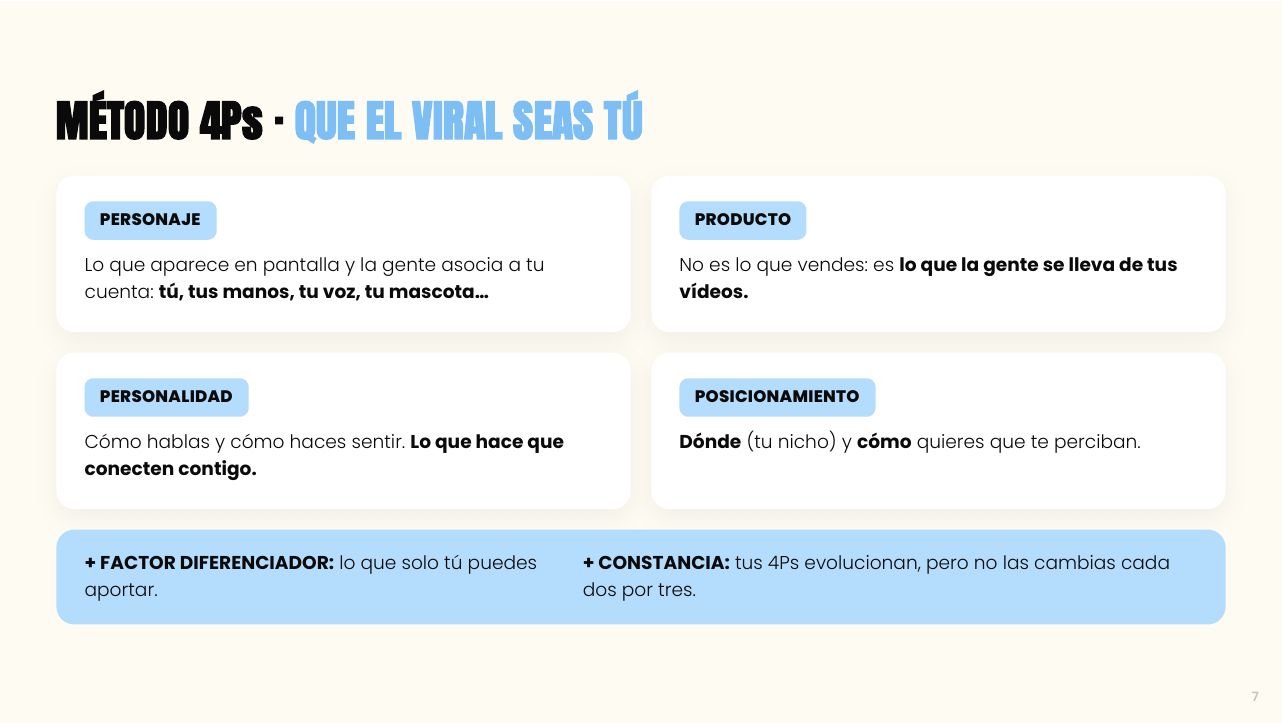 MÉTODO 4Ps · QUE EL VIRAL SEAS TÚ
PERSONAJE
Lo que aparece en pantalla y la gente asocia a tu
cuenta: tú, tus manos, tu voz, tu mascota...
PRODUCTO
No es lo que vendes: es lo que la gente se lleva de tus
vídeos.
PERSONALIDAD
Cómo hablas y cómo haces sentir. Lo que hace que
conecten contigo.
POSICIONAMIENTO
Dónde (tu nicho) y cómo quieres que te perciban.
+ FACTOR DIFERENCIADOR: lo que solo tú puedes
aportar.
+ CONSTANCIA: tus 4Ps evolucionan, pero no las cambias cada
dos por tres.
7